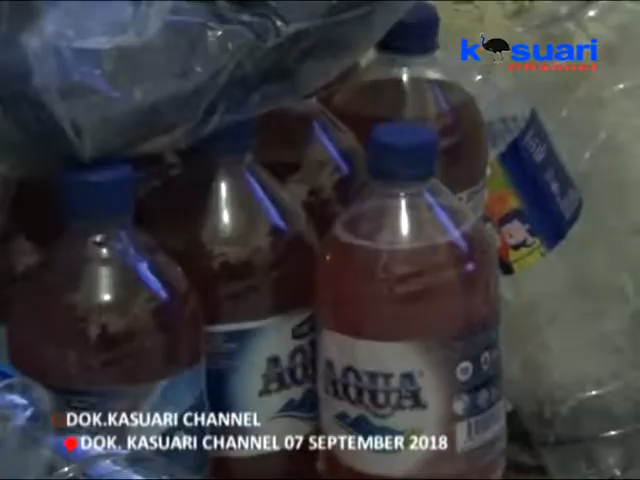 kasuari
AQUA
AQUA
DOK.KASUARI CHANNEL
DOK. KASUARI CHANNEL 07 SEPTEMBER 2018